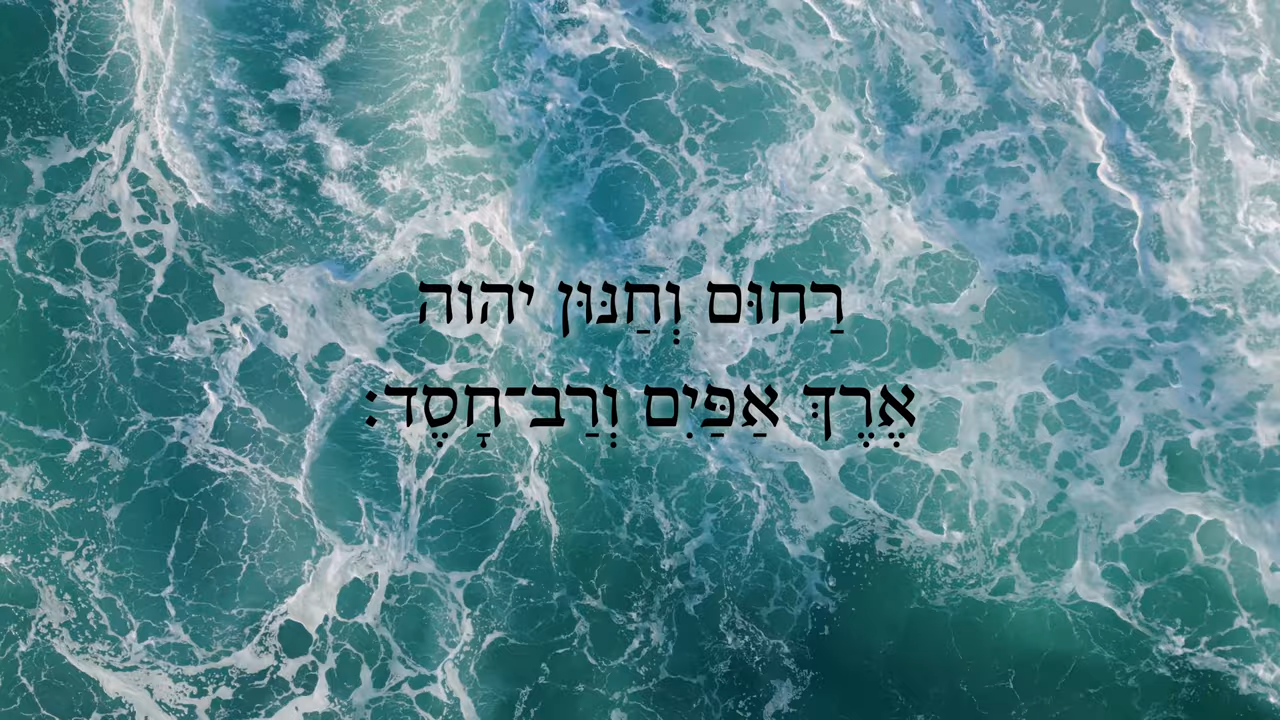 רַחוּם וְחַנּוּן יהוה
אֶרֶךְ אַפַּיִם וְרַב־חָסֶד׃